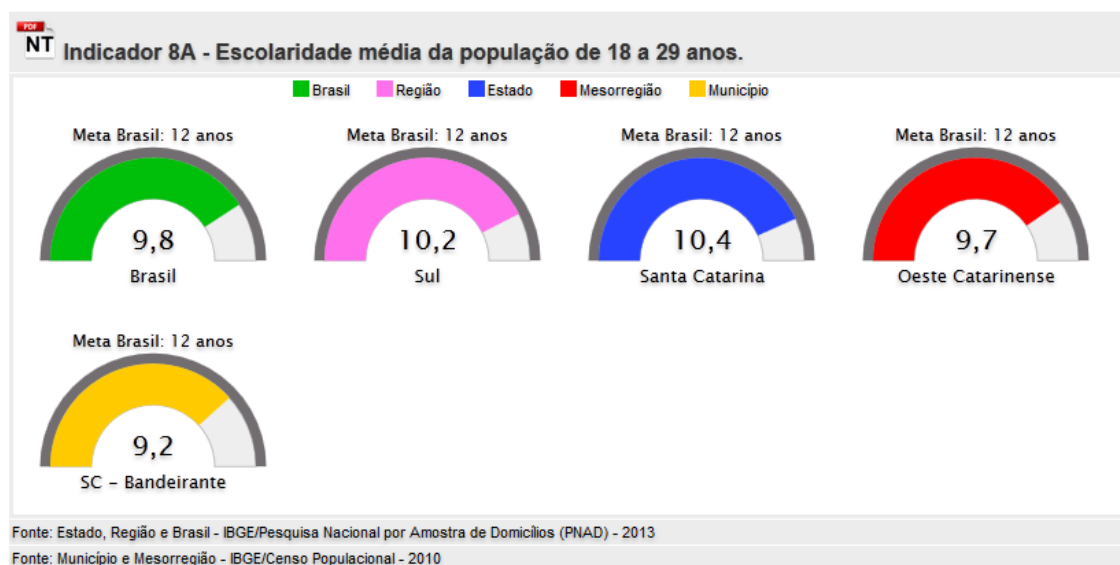 PDF
NT Indicador 8A - Escolaridade média da população de 18 a 29 anos.
Brasil Região Estado Mesorregião Município
Meta Brasil: 12 anos Meta Brasil: 12 anos Meta Brasil: 12 anos Meta Brasil: 12 anos
9,8 10,2 10,4 9,7
Brasil Sul Santa Catarina Oeste Catarinense
Meta Brasil: 12 anos
9,2
SC - Bandeirante
Fonte: Estado, Região e Brasil - IBGE/Pesquisa Nacional por Amostra de Domicílios (PNAD) - 2013
Fonte: Município e Mesorregião - IBGE/Censo Populacional - 2010